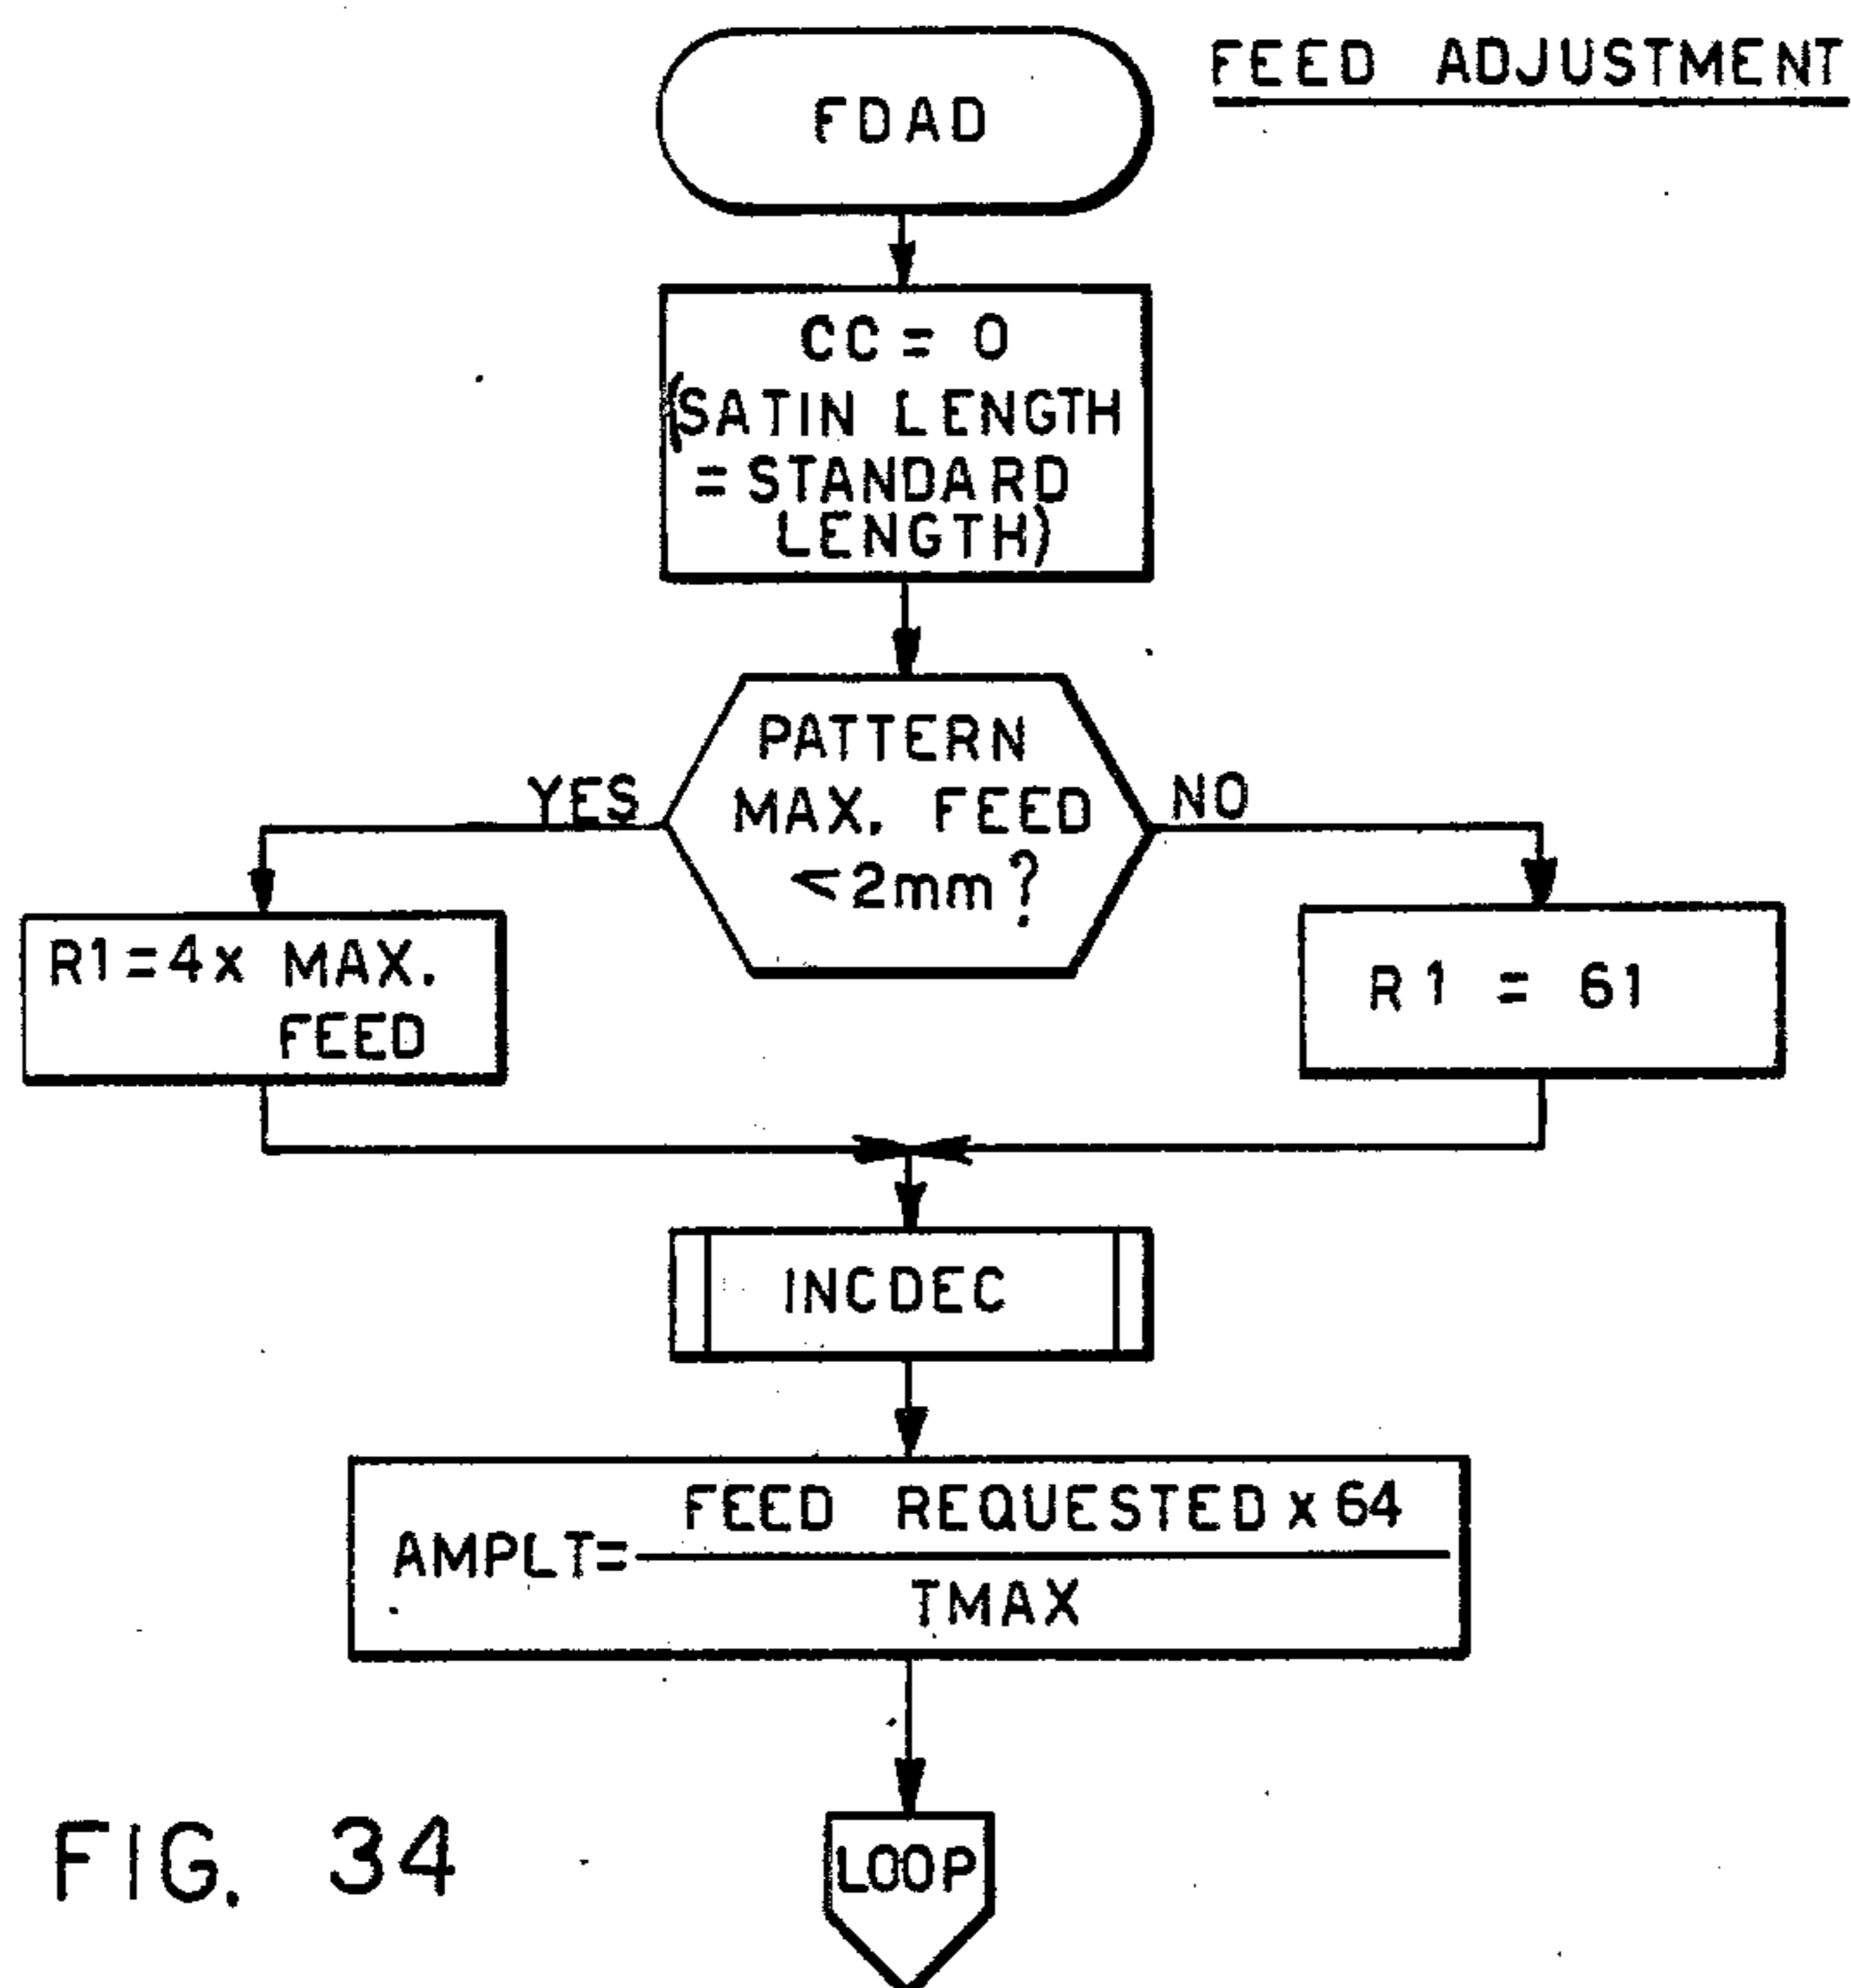 FDAD
FEED ADJUSTMENT
CC = 0
(SATIN LENGTH
= STANDARD
LENGTH)
PATTERN
MAX. FEED
<2mm?
YES
NO
R1=4x MAX.
FEED
R1 = 61
INCDEC
FEED REQUESTED x 64
AMPLT=
TMAX
LOOP
FIG. 34